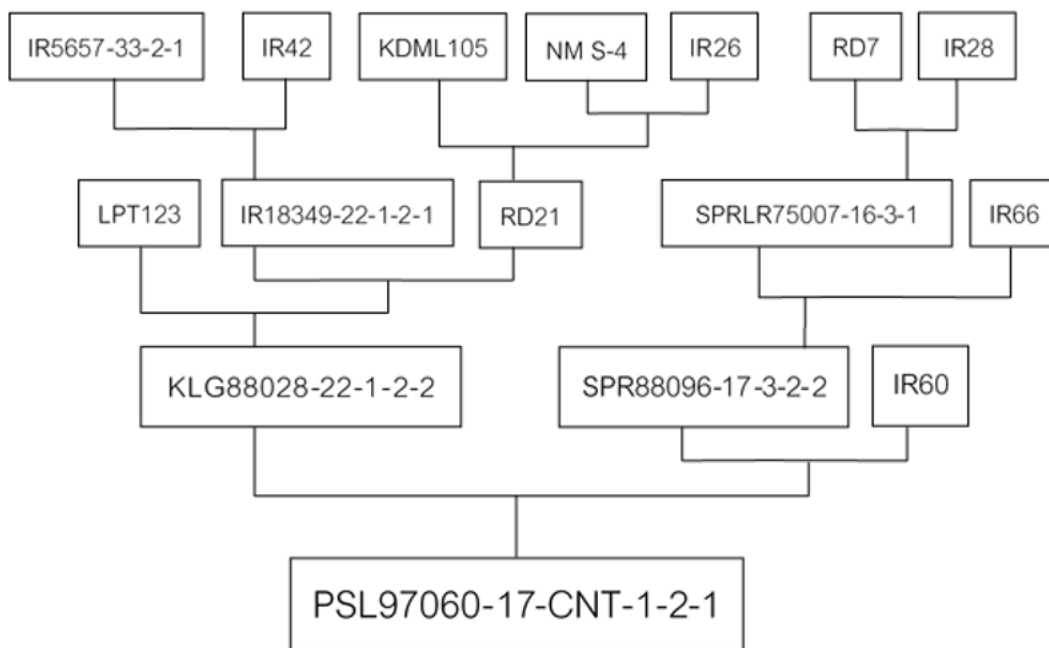 IR5657-33-2-1
IR42
KDML105
NM S-4
IR26
RD7
IR28
LPT123
IR18349-22-1-2-1
RD21
SPRLR75007-16-3-1
IR66
KLG88028-22-1-2-2
SPR88096-17-3-2-2
IR60
PSL97060-17-CNT-1-2-1